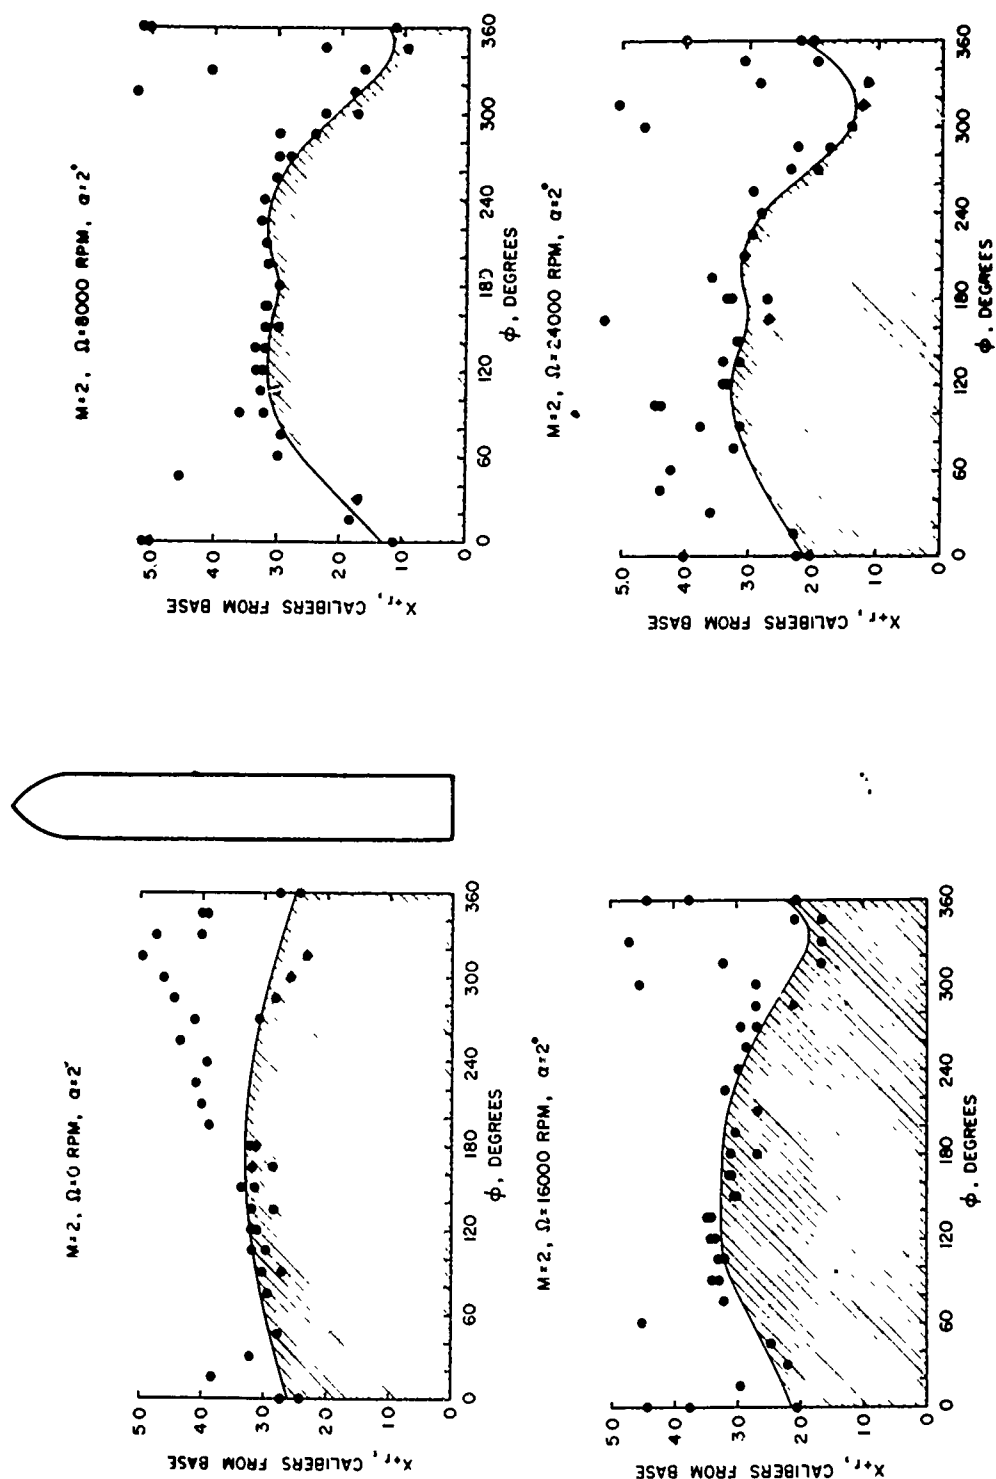 M=2, Ω=0 RPM, α=2°
X+r, CALIBERS FROM BASE
5.0
4.0
3.0
2.0
1.0
0
0 60 120 180 240 300 360
φ, DEGREES
M=2, Ω=8000 RPM, α=2°
X+r, CALIBERS FROM BASE
5.0
4.0
3.0
2.0
1.0
0
0 60 120 180 240 300 360
φ, DEGREES
M=2, Ω=16000 RPM, α=2°
X+r, CALIBERS FROM BASE
5.0
4.0
3.0
2.0
1.0
0
0 60 120 180 240 300 360
φ, DEGREES
M=2, Ω=24000 RPM, α=2°
X+r, CALIBERS FROM BASE
5.0
4.0
3.0
2.0
1.0
0
0 60 120 180 240 300 360
φ, DEGREES